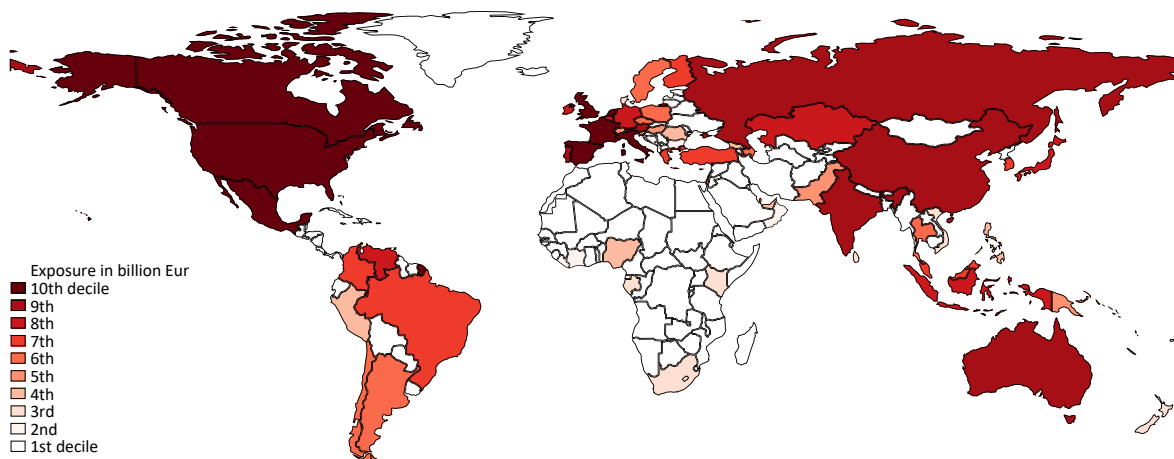 Exposure in billion Eur
10th decile
9th
8th
7th
6th
5th
4th
3rd
2nd
1st decile